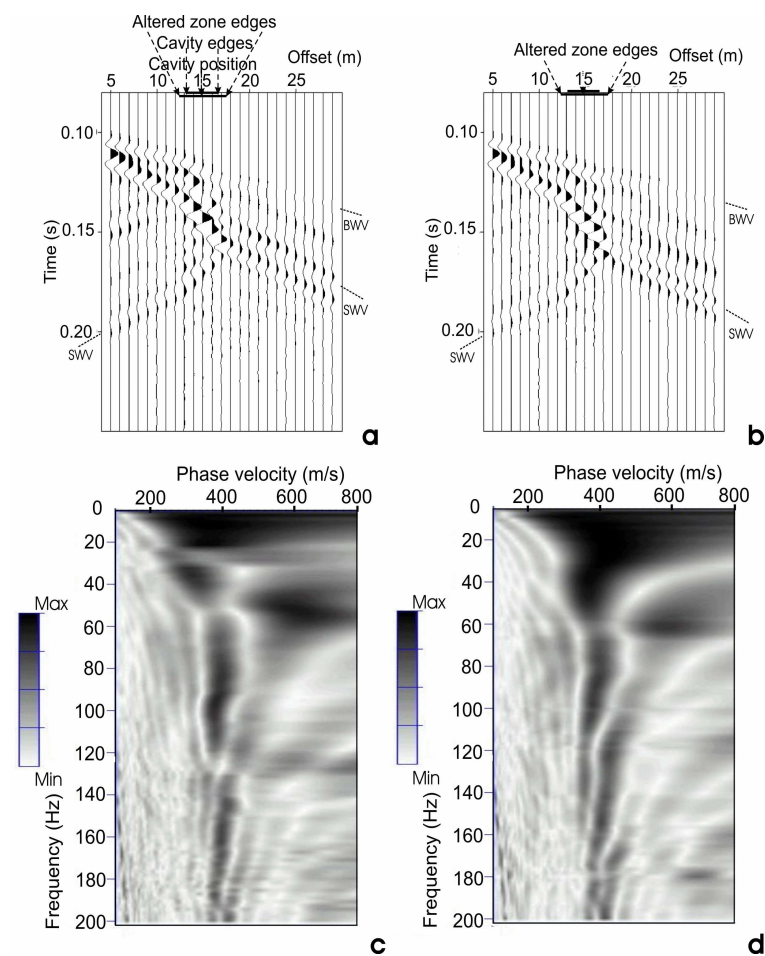 Altered zone edges
Cavity edges
Cavity position
Offset (m)
5 10 15 20 25
0.10
0.15
0.20
Time (s)
BWV
SWV
SWV
a
Altered zone edges
Offset (m)
5 10 15 20 25
0.10
0.15
0.20
Time (s)
BWV
SWV
SWV
b
Phase velocity (m/s)
200 400 600 800
0
20
40
60
80
100
120
140
160
180
200
Frequency (Hz)
Max
Min
c
Phase velocity (m/s)
200 400 600 800
0
20
40
60
80
100
120
140
160
180
200
Frequency (Hz)
Max
Min
d